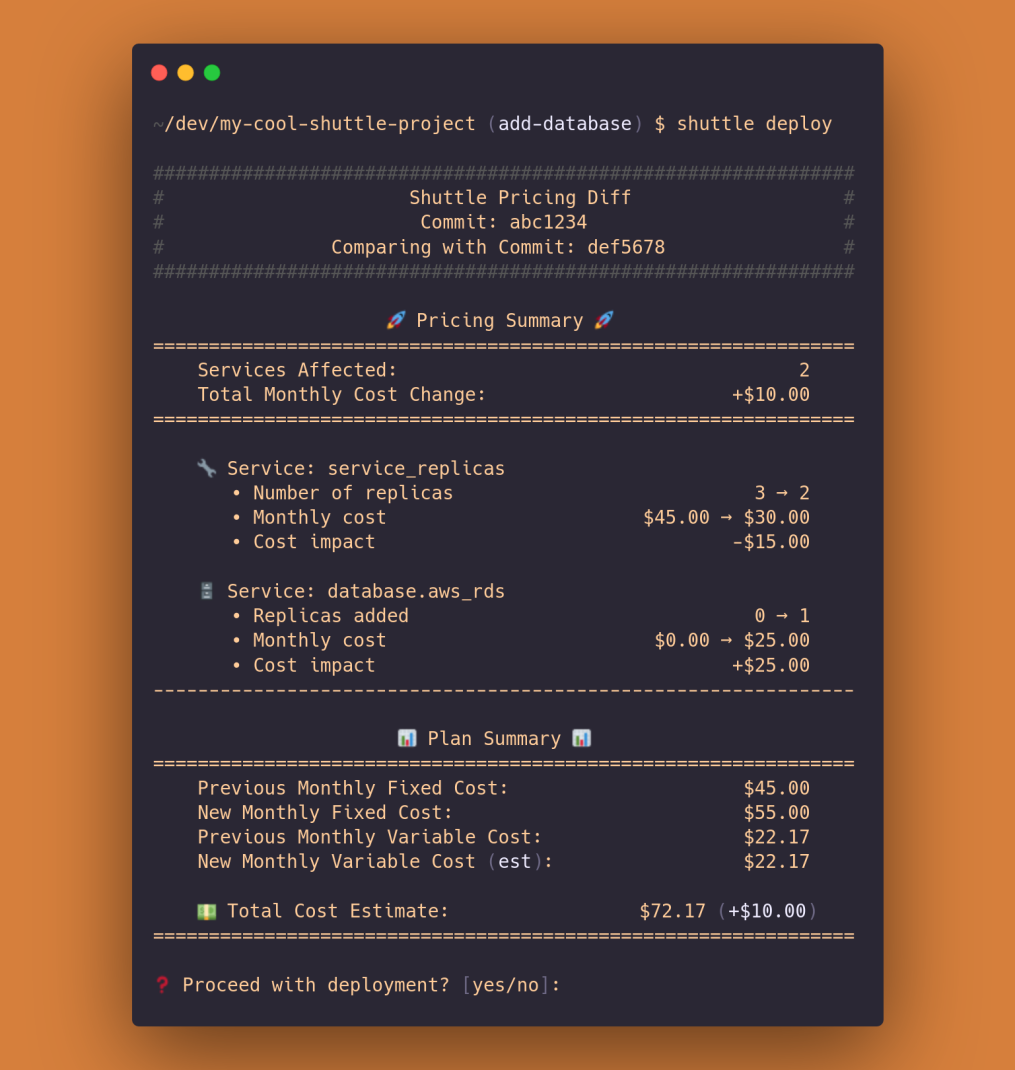 ~/dev/my-cool-shuttle-project (add-database) $ shuttle deploy
###############################################################
# Shuttle Pricing Diff #
# Commit: abc1234 #
# Comparing with Commit: def5678 #
###############################################################
🚀 Pricing Summary 🚀
===============================================================
Services Affected: 2
Total Monthly Cost Change: +$10.00
===============================================================
🔧 Service: service_replicas
• Number of replicas 3 → 2
• Monthly cost $45.00 → $30.00
• Cost impact -$15.00
🗄️ Service: database.aws_rds
• Replicas added 0 → 1
• Monthly cost $0.00 → $25.00
• Cost impact +$25.00
---------------------------------------------------------------
📊 Plan Summary 📊
===============================================================
Previous Monthly Fixed Cost: $45.00
New Monthly Fixed Cost: $55.00
Previous Monthly Variable Cost: $22.17
New Monthly Variable Cost (est): $22.17
💵 Total Cost Estimate: $72.17 (+$10.00)
===============================================================
❓ Proceed with deployment? [yes/no]: